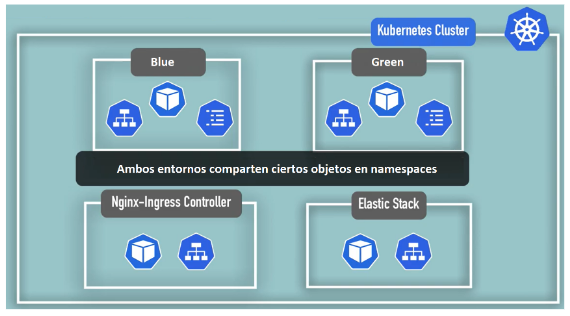 Kubernetes Cluster
Blue
Green
Ambos entornos comparten ciertos objetos en namespaces
Nginx-Ingress Controller
Elastic Stack